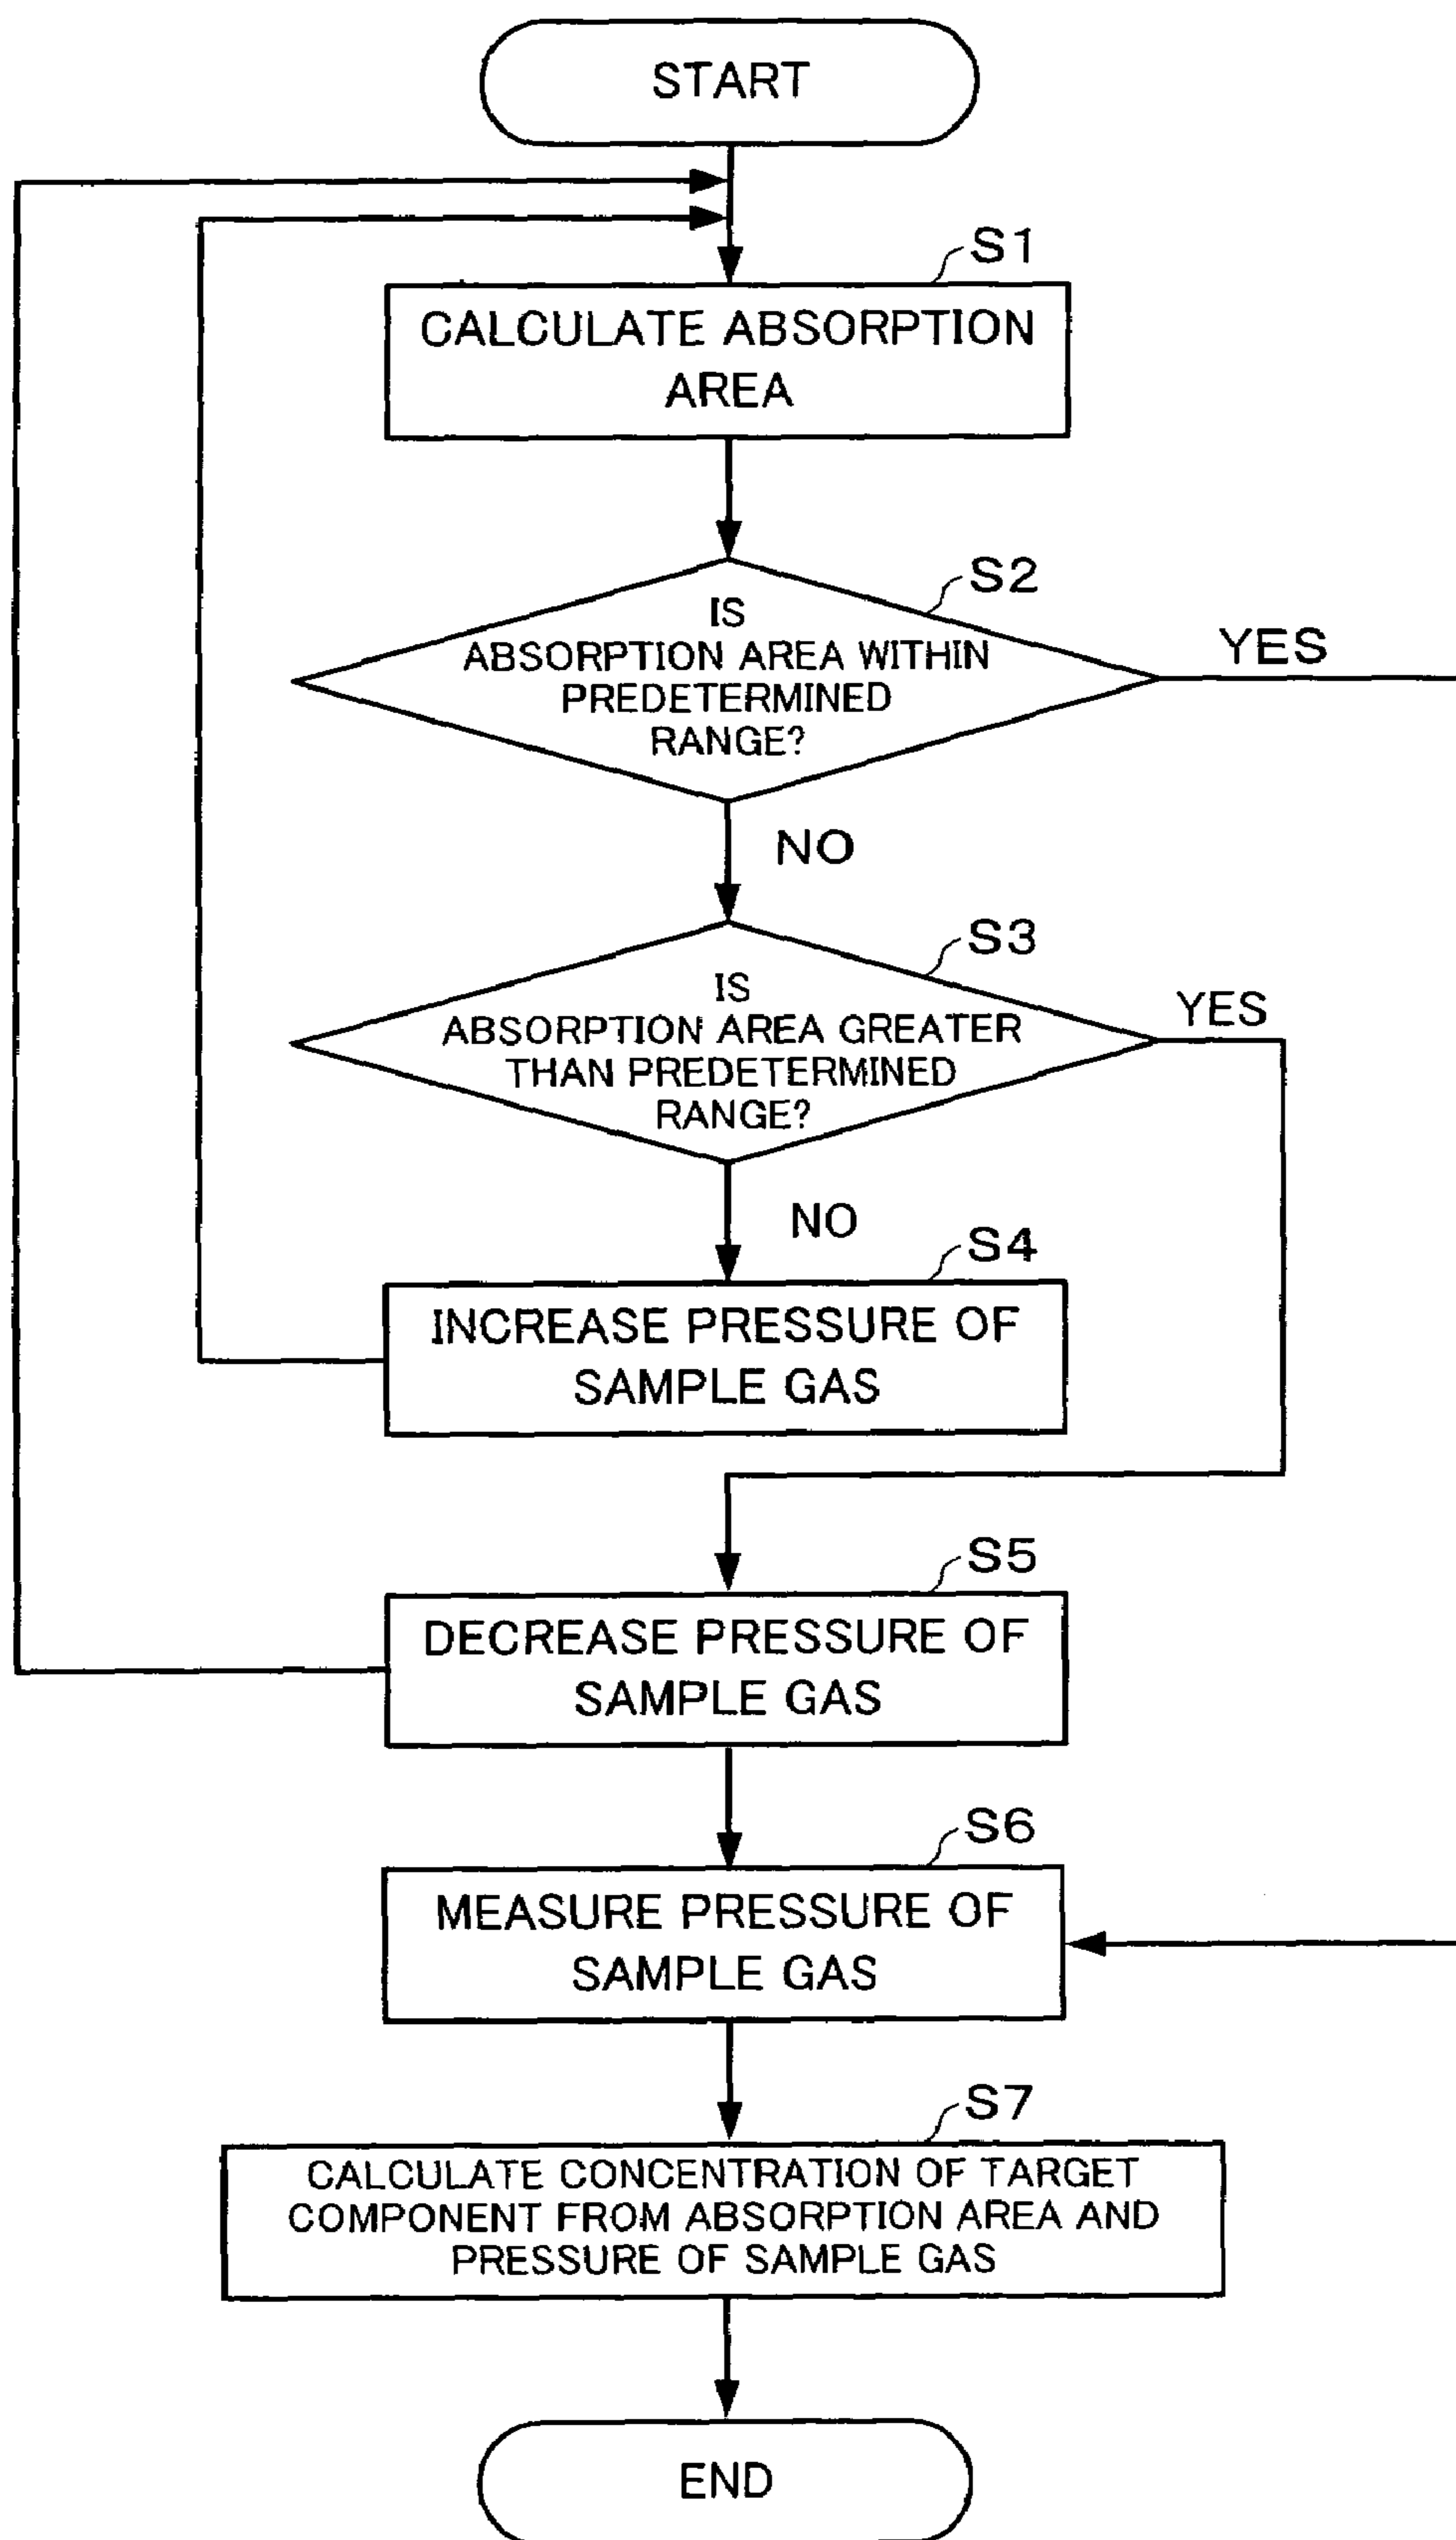 START
S1
CALCULATE ABSORPTION
AREA
S2
IS
ABSORPTION AREA WITHIN
PREDETERMINED
RANGE?
YES
NO
S3
IS
ABSORPTION AREA GREATER
THAN PREDETERMINED
RANGE?
YES
NO
S4
INCREASE PRESSURE OF
SAMPLE GAS
S5
DECREASE PRESSURE OF
SAMPLE GAS
S6
MEASURE PRESSURE OF
SAMPLE GAS
S7
CALCULATE CONCENTRATION OF TARGET
COMPONENT FROM ABSORPTION AREA AND
PRESSURE OF SAMPLE GAS
END